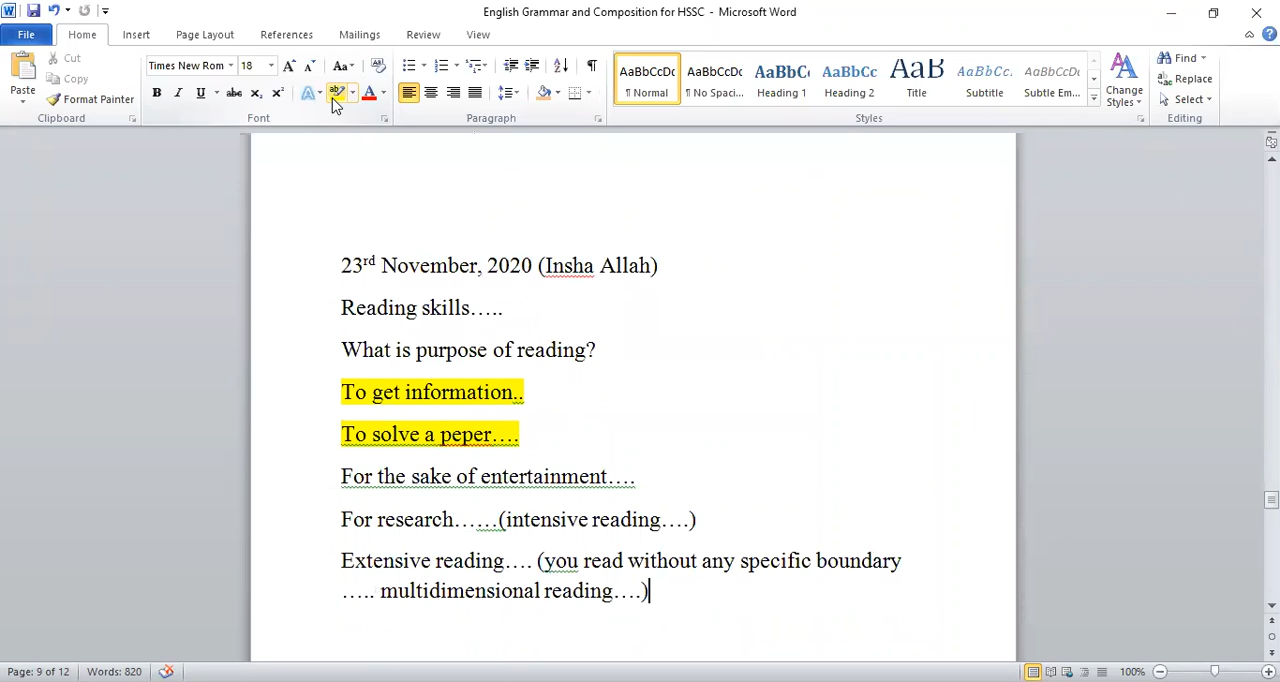 English Grammar and Composition for HSSC - Microsoft Word
File Home Insert Page Layout References Mailings Review View
Cut
Copy
Format Painter
Paste
Times New Rom 18
Find
Replace
Select
AaBbCcDc AaBbCcDc AaBbC AaBbCc AaB AaBbCcL AaBbCcDt
¶ Normal ¶ No Spaci... Heading 1 Heading 2 Title Subtitle Subtle Em...
Change Styles
Clipboard Font Paragraph Styles Editing
23rd November, 2020 (Insha Allah)
Reading skills…..
What is purpose of reading?
To get information..
To solve a peper….
For the sake of entertainment….
For research……(intensive reading….)
Extensive reading…. (you read without any specific boundary
….. multidimensional reading….)
Page: 9 of 12 Words: 820 100%